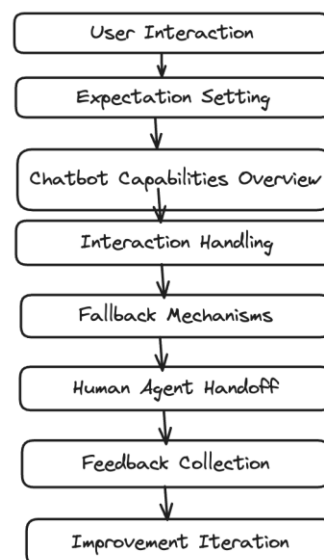 User Interaction
Expectation Setting
Chatbot Capabilities Overview
Interaction Handling
Fallback Mechanisms
Human Agent Handoff
Feedback Collection
Improvement Iteration